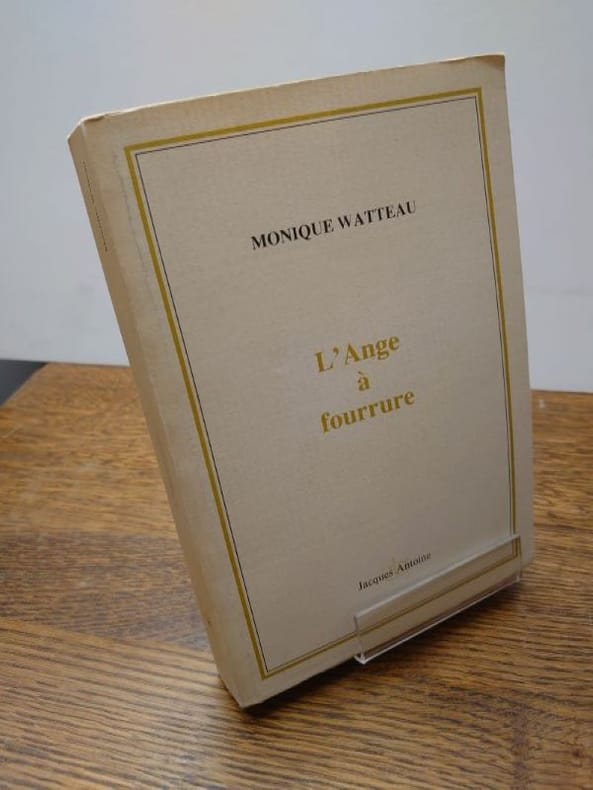 MONIQUE WATTEAU
L'Ange
à
fourrure
Jacques Antoine